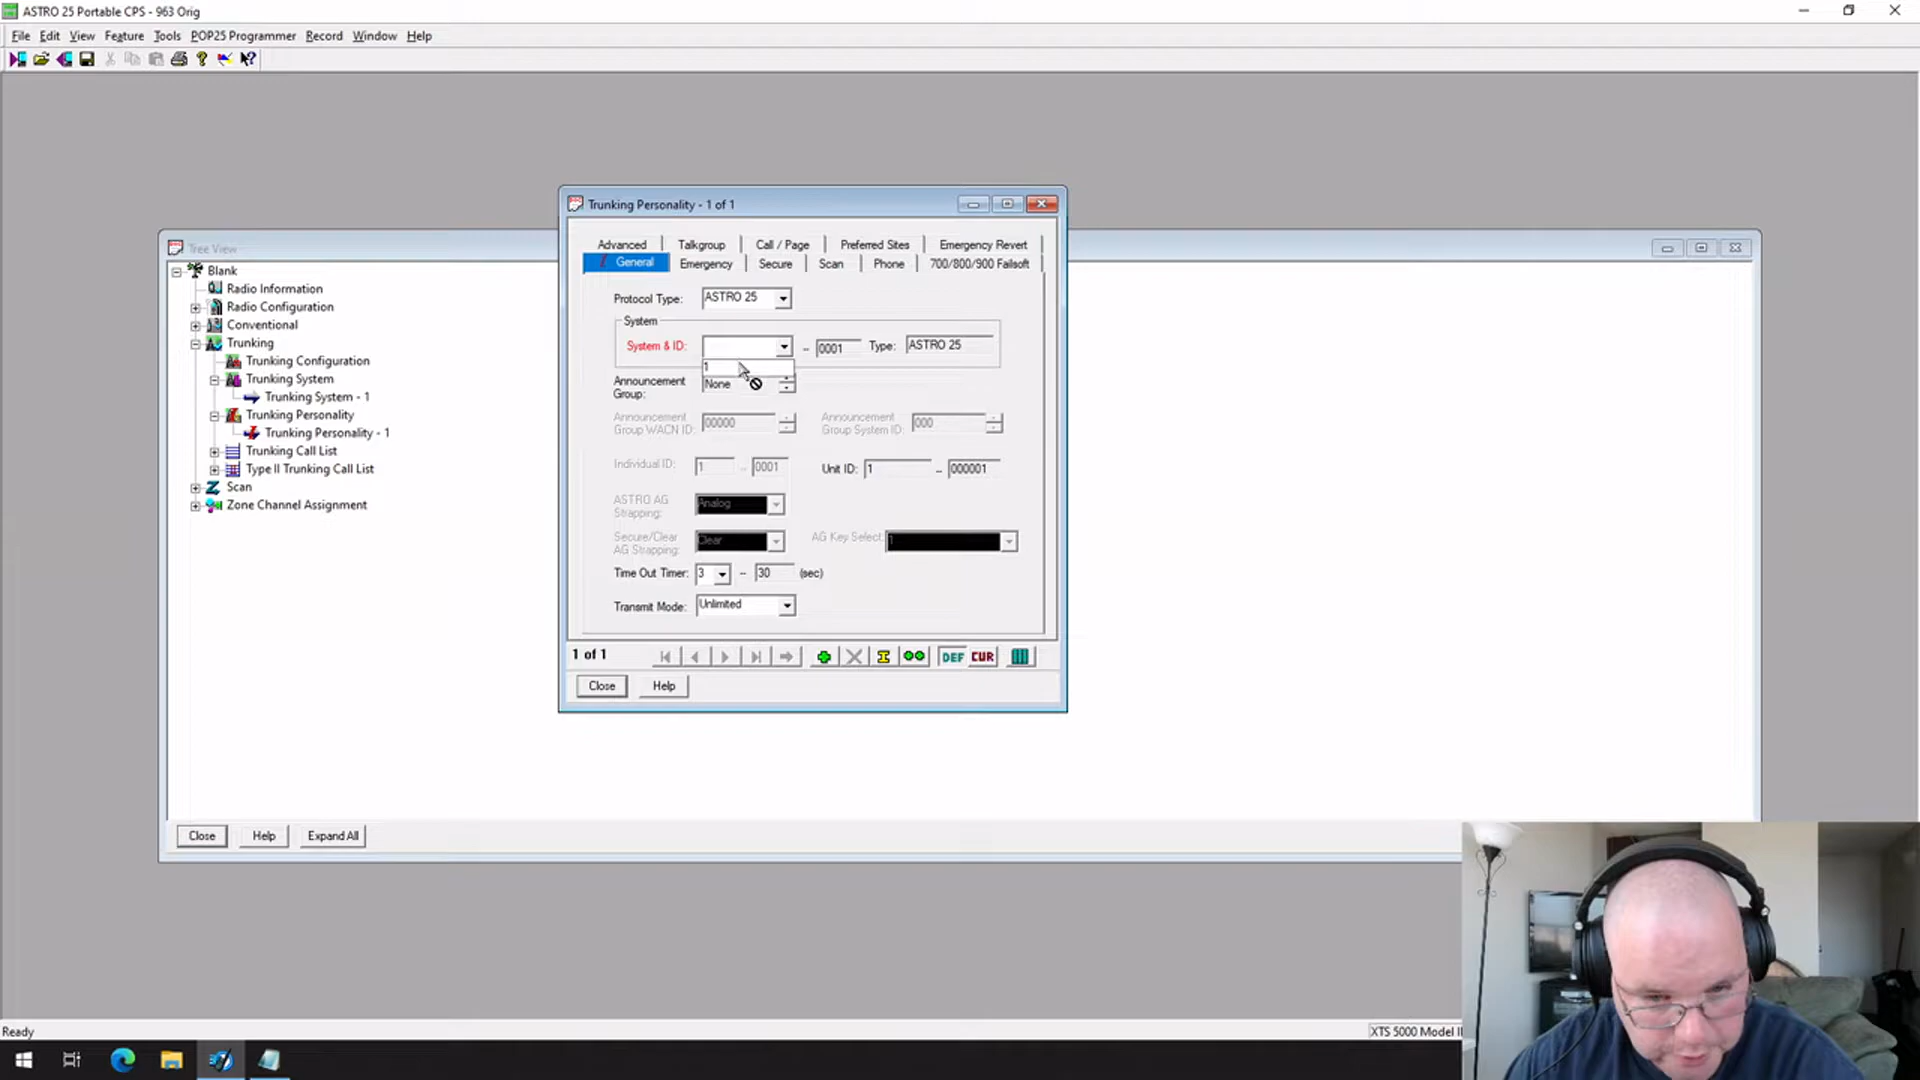 ASTRO 25 Portable CPS - 963 Orig
File Edit View Feature Tools POP25 Programmer Record Window Help
Trunking Personality - 1 of 1
Advanced Talkgroup Call / Page Preferred Sites Emergency Revert
General Emergency Secure Scan Phone 700/800/900 Failsoft
Protocol Type: ASTRO 25
System
System & ID: -- 0001 Type: ASTRO 25
1
Announcement Group: None
Announcement Group WACN ID: 00000 Announcement Group System ID: 000
Individual ID: 1 -- 0001 Unit ID: 1 -- 000001
ASTRO AG Strapping: Analog
Secure/Clear AG Strapping: Clear AG Key Select: 1
Time Out Timer: 3 -- 30 (sec)
Transmit Mode: Unlimited
1 of 1 DEF CUR
Close Help
Tree View
Blank
Radio Information
Radio Configuration
Conventional
Trunking
Trunking Configuration
Trunking System
Trunking System - 1
Trunking Personality
Trunking Personality - 1
Trunking Call List
Type II Trunking Call List
Scan
Zone Channel Assignment
Close Help Expand All
Ready XTS 5000 Model